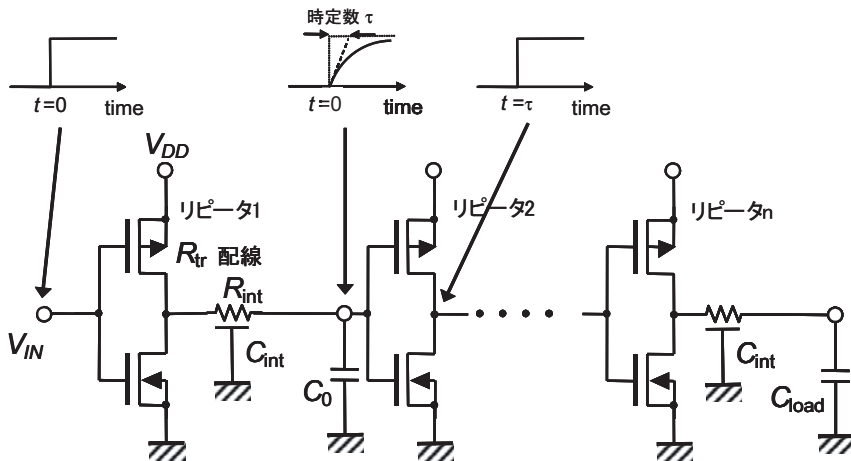 時定数 τ
t=0
time
t=0
time
t=τ
time
VDD
リピータ1
リピータ2
リピータn
Rtr 配線
Rint
VIN
Cint
C0
Cint
Cload